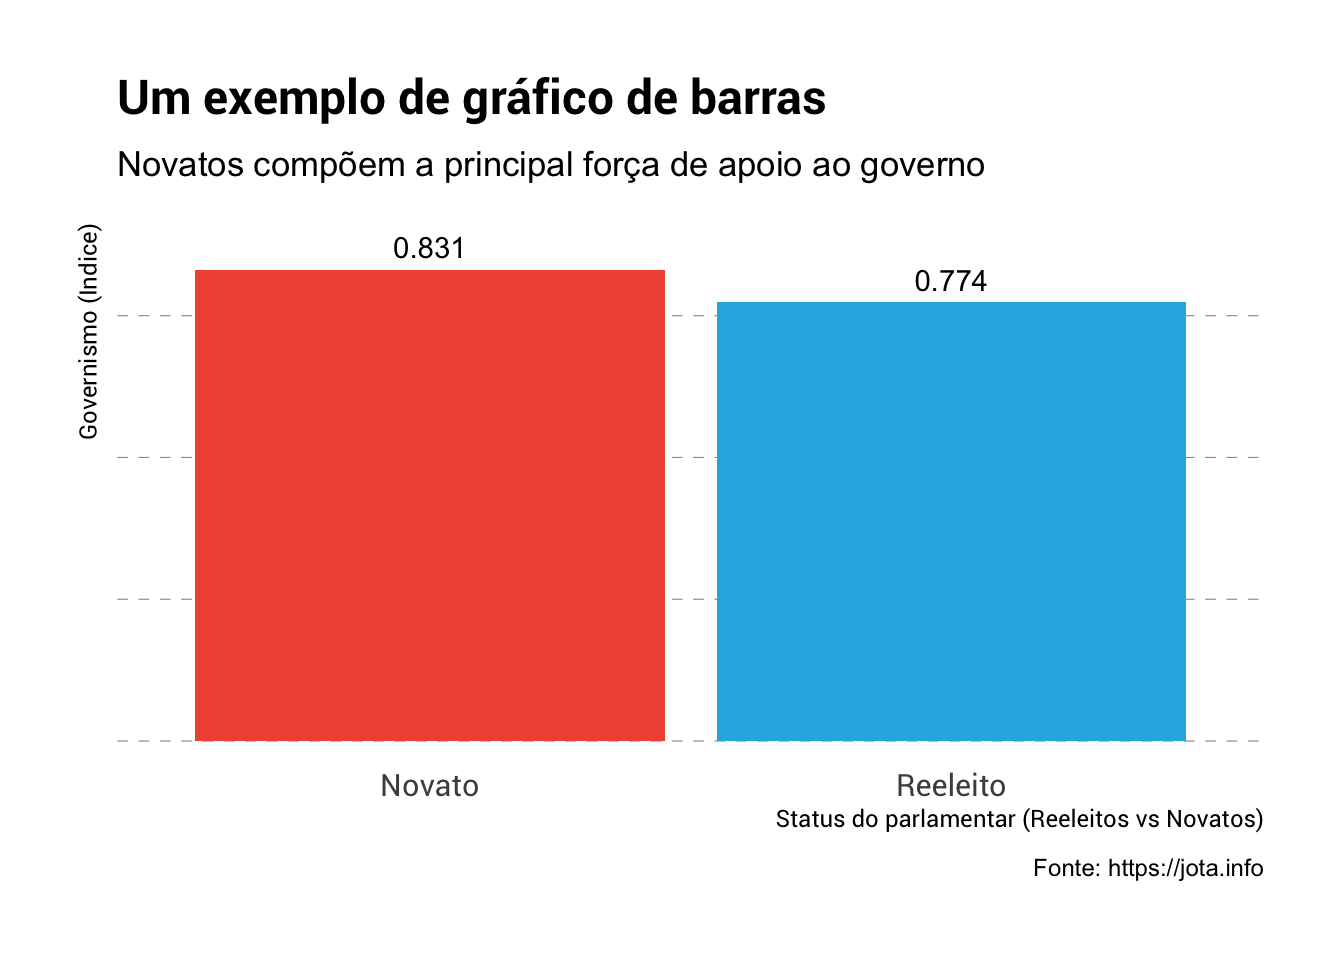 Um exemplo de gráfico de barras
Novatos compõem a principal força de apoio ao governo
Governismo (Indice)
0.831
0.774
Novato
Reeleito
Status do parlamentar (Reeleitos vs Novatos)
Fonte: https://jota.info